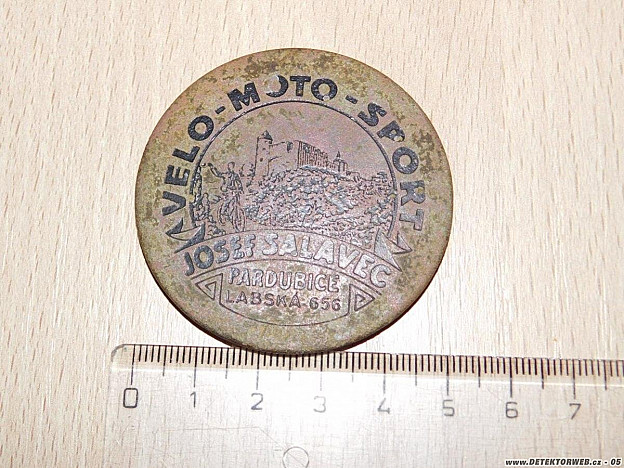 VELO-MOTO-SPORT
JOSEF SALAVEC
PARDUBICE
LABSKÁ-656
0 1 2 3 4 5 6 7
www.DETEKTORWEB.cz - 05